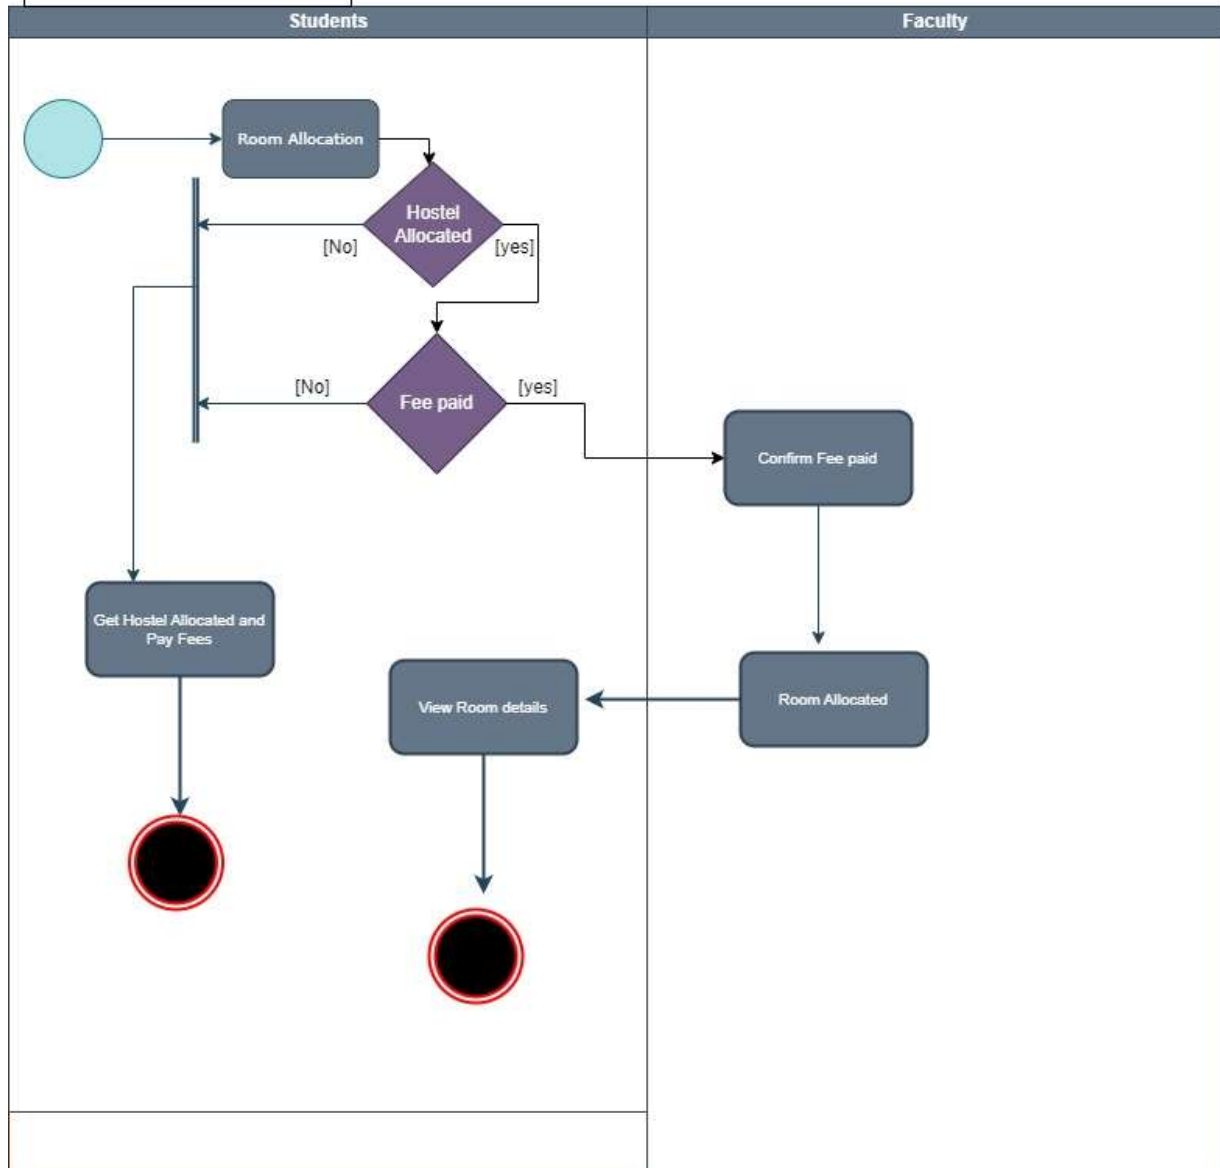 Students
Faculty
Room Allocation
Hostel
Allocated
[No]
[yes]
[No]
[yes]
Fee paid
Confirm Fee paid
Get Hostel Allocated and
Pay Fees
View Room details
Room Allocated